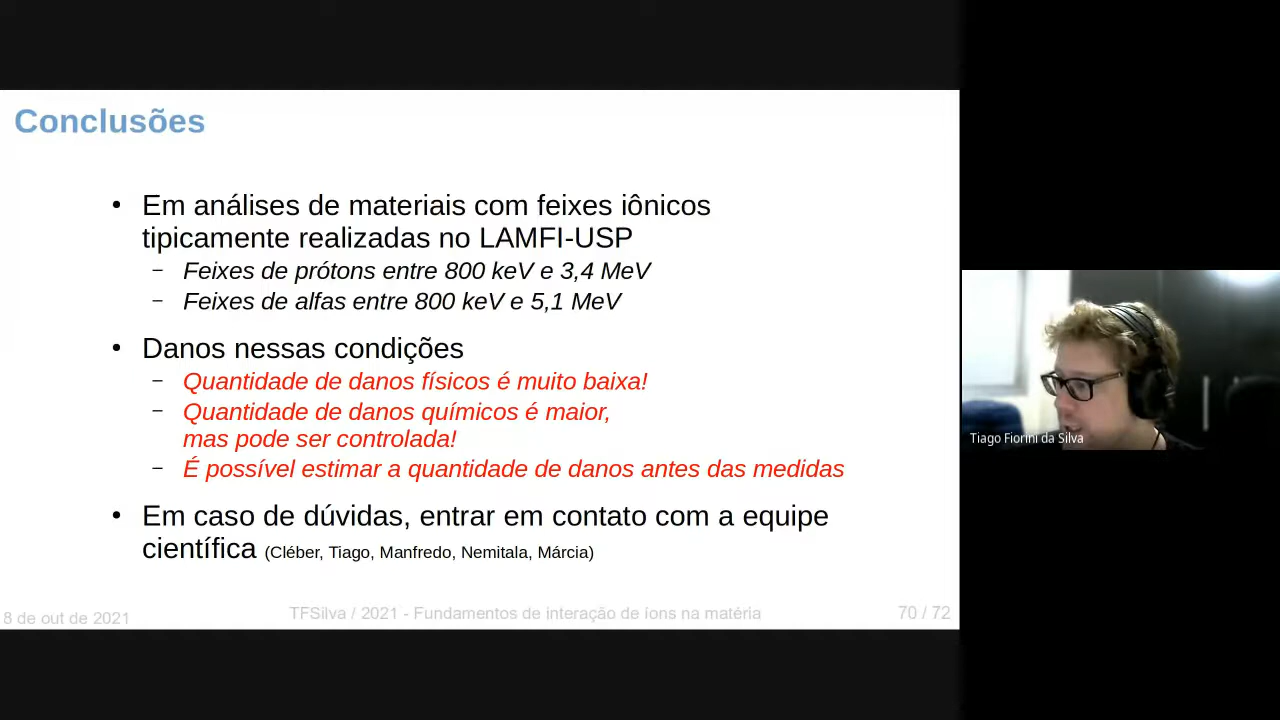 Conclusões
• Em análises de materiais com feixes iônicos
tipicamente realizadas no LAMFI-USP
– Feixes de prótons entre 800 keV e 3,4 MeV
– Feixes de alfas entre 800 keV e 5,1 MeV
• Danos nessas condições
– Quantidade de danos físicos é muito baixa!
– Quantidade de danos químicos é maior,
mas pode ser controlada!
– É possível estimar a quantidade de danos antes das medidas
• Em caso de dúvidas, entrar em contato com a equipe
científica (Cléber, Tiago, Manfredo, Nemitala, Márcia)
8 de out de 2021
TFSilva / 2021 - Fundamentos de interação de íons na matéria
70 / 72
Tiago Fiorini da Silva